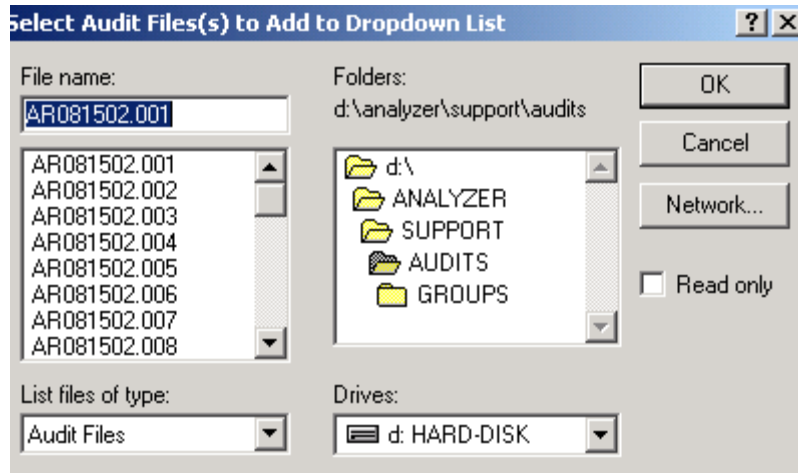 Select Audit Files(s) to Add to Dropdown List
File name:
AR081502.001
AR081502.001
AR081502.002
AR081502.003
AR081502.004
AR081502.005
AR081502.006
AR081502.007
AR081502.008
List files of type:
Audit Files
Folders:
d:\analyzer\support\audits
d:\
ANALYZER
SUPPORT
AUDITS
GROUPS
Drives:
d: HARD-DISK
OK
Cancel
Network...
Read only